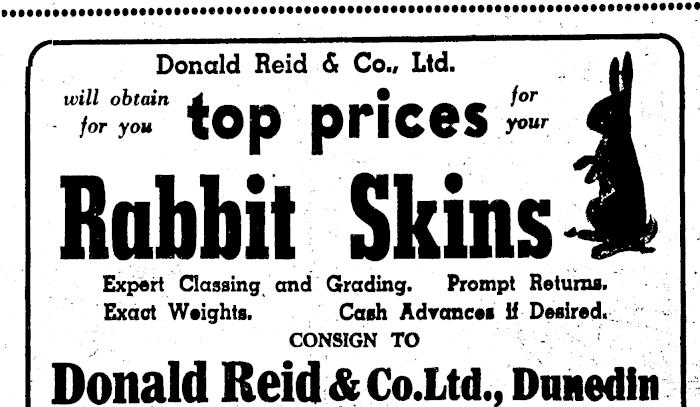 Donald Reid & Co., Ltd.
will obtain for you top prices for your
Rabbit Skins
Expert Classing and Grading. Prompt Returns.
Exact Weights. Cash Advances If Desired.
CONSIGN TO
Donald Reid & Co. Ltd., Dunedin